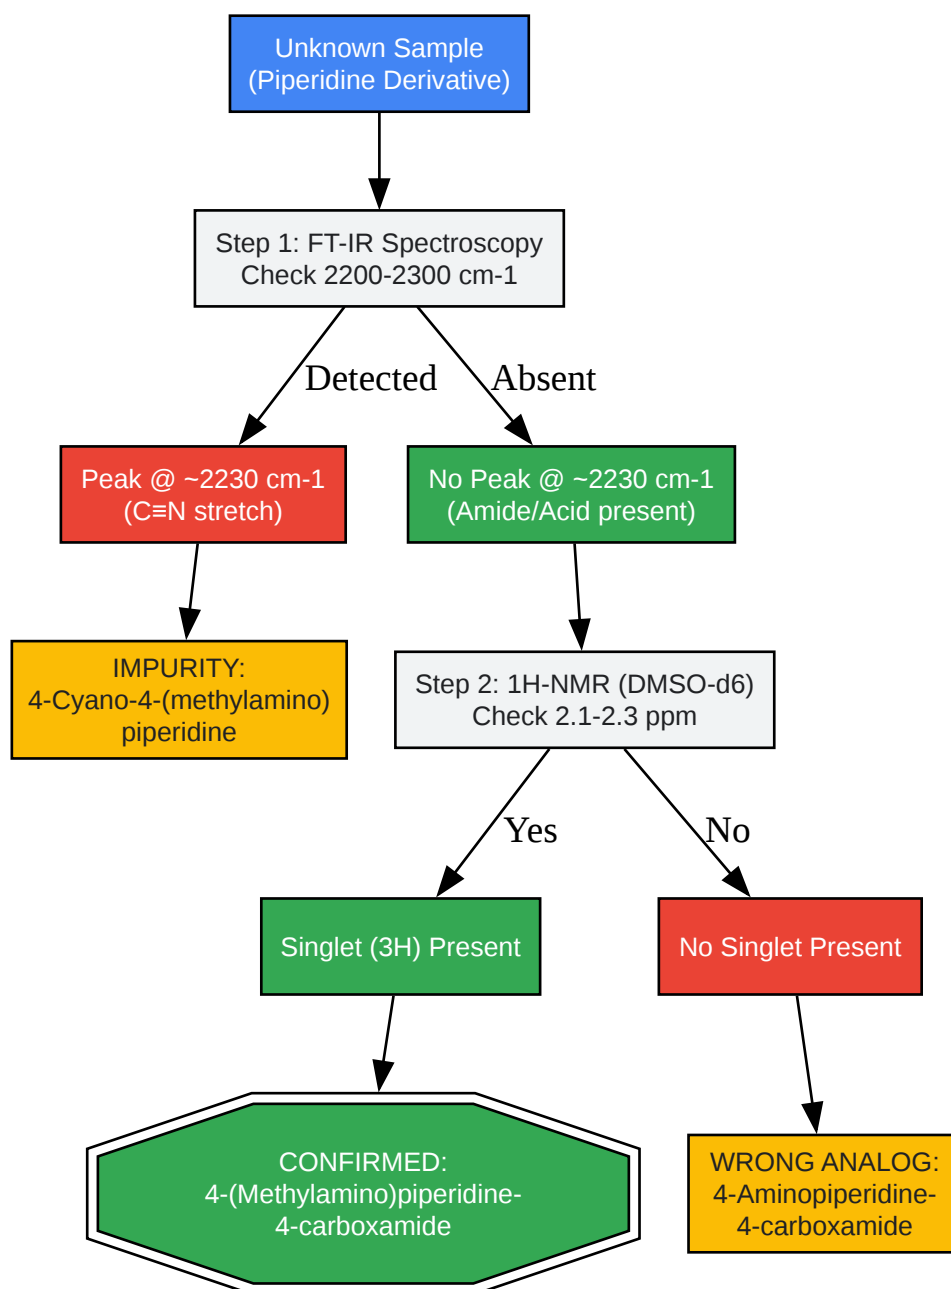 Unknown Sample
(Piperidine Derivative)
Step 1: FT-IR Spectroscopy
Check 2200-2300 cm-1
Detected
Absent
Peak @ ~2230 cm-1
(C≡N stretch)
No Peak @ ~2230 cm-1
(Amide/Acid present)
IMPURITY:
4-Cyano-4-(methylamino)
piperidine
Step 2: 1H-NMR (DMSO-d6)
Check 2.1-2.3 ppm
Yes
No
Singlet (3H) Present
No Singlet Present
CONFIRMED:
4-(Methylamino)piperidine-
4-carboxamide
WRONG ANALOG:
4-Aminopiperidine-
4-carboxamide